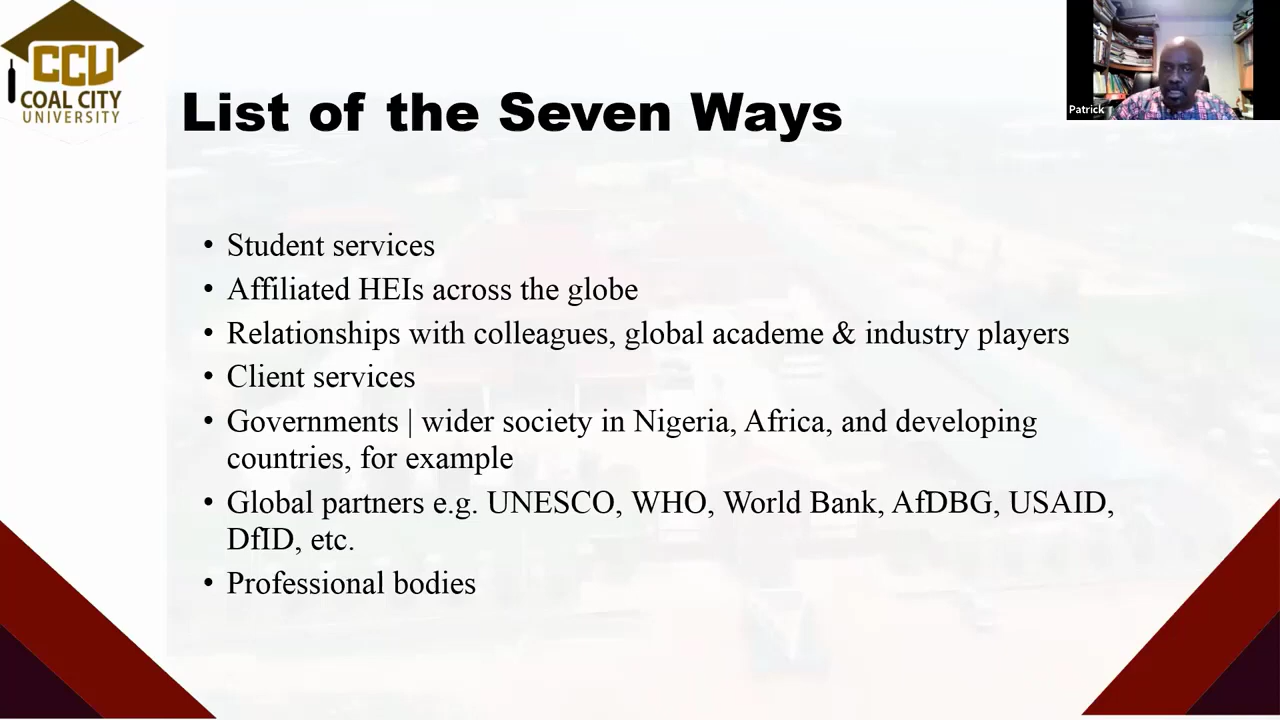 CCU
COAL CITY
UNIVERSITY
List of the Seven Ways
Patrick
• Student services
• Affiliated HEIs across the globe
• Relationships with colleagues, global academe & industry players
• Client services
• Governments | wider society in Nigeria, Africa, and developing
countries, for example
• Global partners e.g. UNESCO, WHO, World Bank, AfDBG, USAID,
DfID, etc.
• Professional bodies